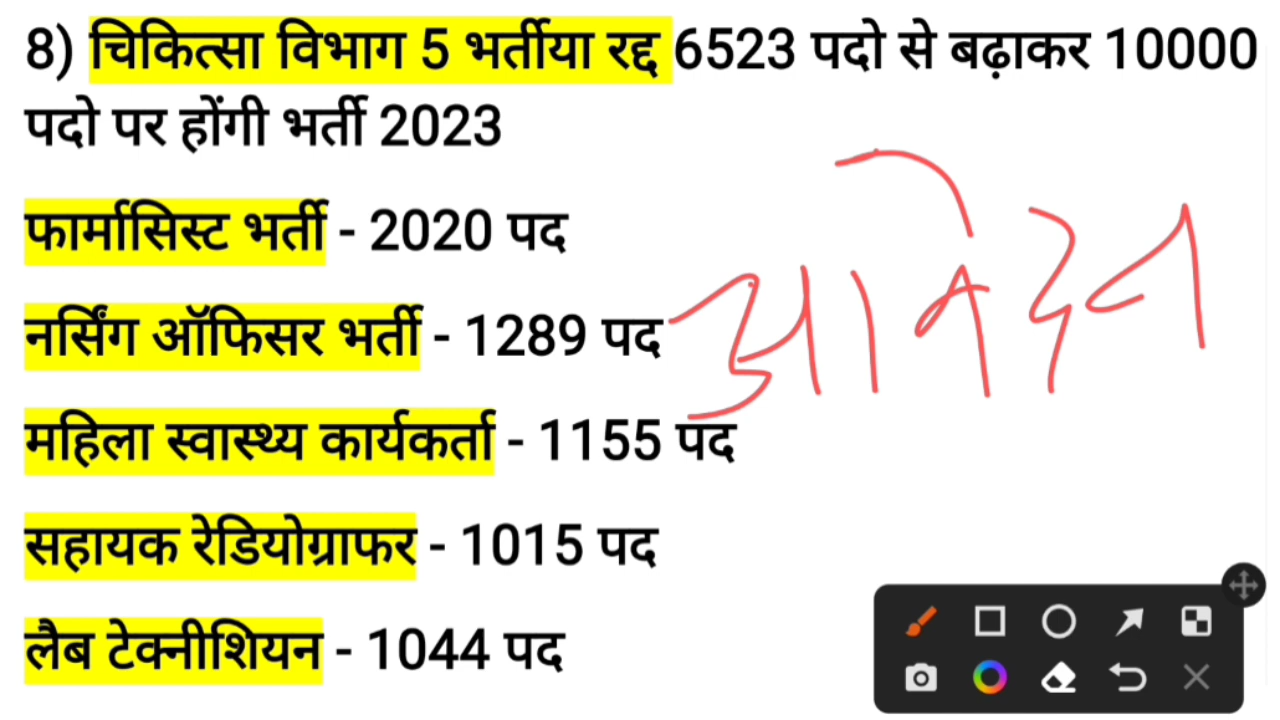 8) चिकित्सा विभाग 5 भर्तीया रद्द 6523 पदो से बढ़ाकर 10000
पदो पर होंगी भर्ती 2023
फार्मासिस्ट भर्ती - 2020 पद
नर्सिंग ऑफिसर भर्ती - 1289 पद
आवेदन
महिला स्वास्थ्य कार्यकर्ता - 1155 पद
सहायक रेडियोग्राफर - 1015 पद
लैब टेक्नीशियन - 1044 पद